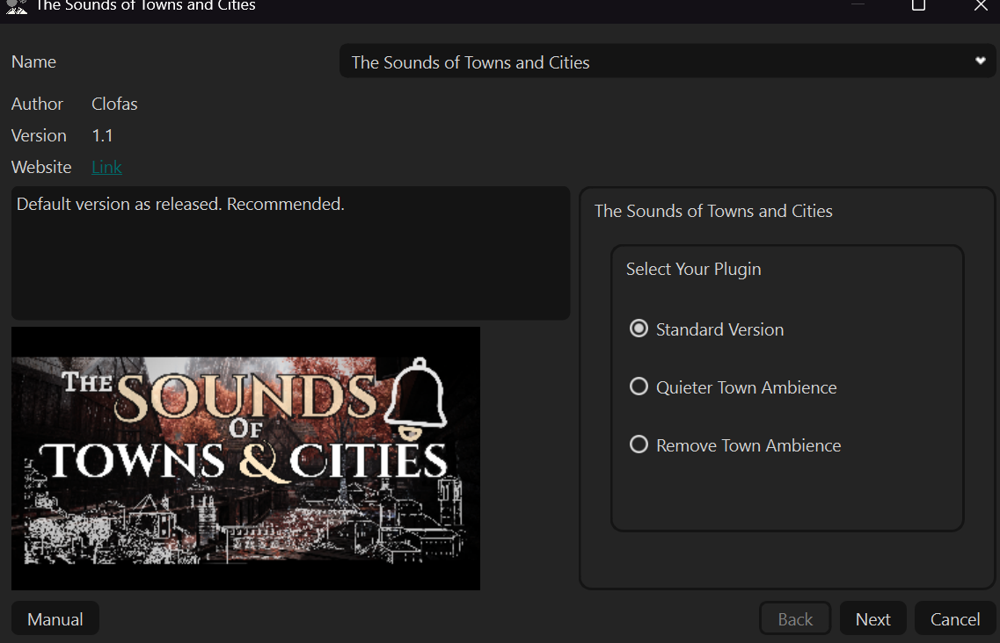 The Sounds of Towns and Cities
Name
The Sounds of Towns and Cities
Author Clofas
Version 1.1
Website Link
Default version as released. Recommended.
The Sounds of Towns and Cities
Select Your Plugin
Standard Version
Quieter Town Ambience
Remove Town Ambience
THE SOUNDS
OF
TOWNS & CITIES
Manual
Back
Next
Cancel